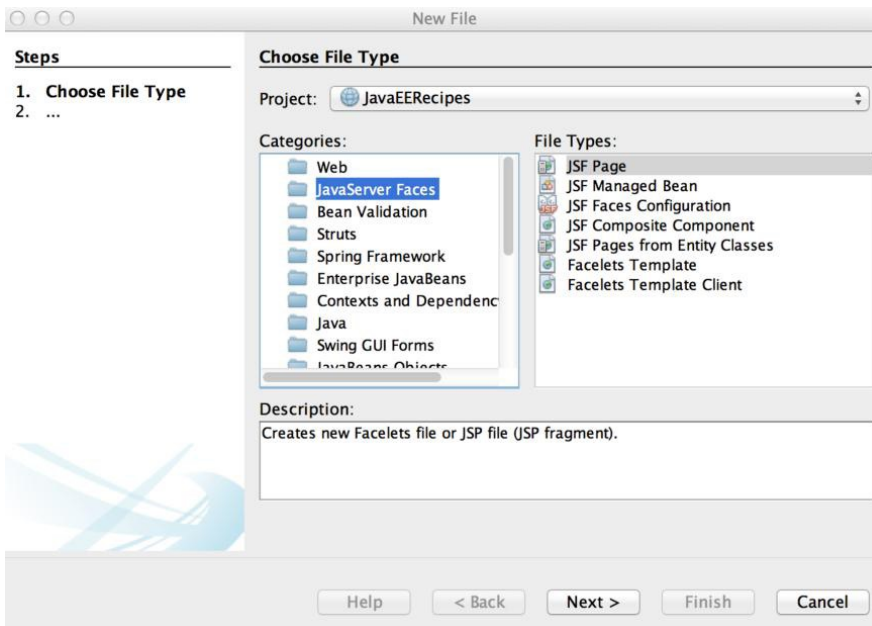 New File
Steps
1. Choose File Type
2. ...
Choose File Type
Project: JavaEERecipes
Categories:
Web
JavaServer Faces
Bean Validation
Struts
Spring Framework
Enterprise JavaBeans
Contexts and Dependenc
Java
Swing GUI Forms
JavaBeans Objects
File Types:
JSF Page
JSF Managed Bean
JSF Faces Configuration
JSF Composite Component
JSF Pages from Entity Classes
Facelets Template
Facelets Template Client
Description:
Creates new Facelets file or JSP file (JSP fragment).
Help
< Back
Next >
Finish
Cancel